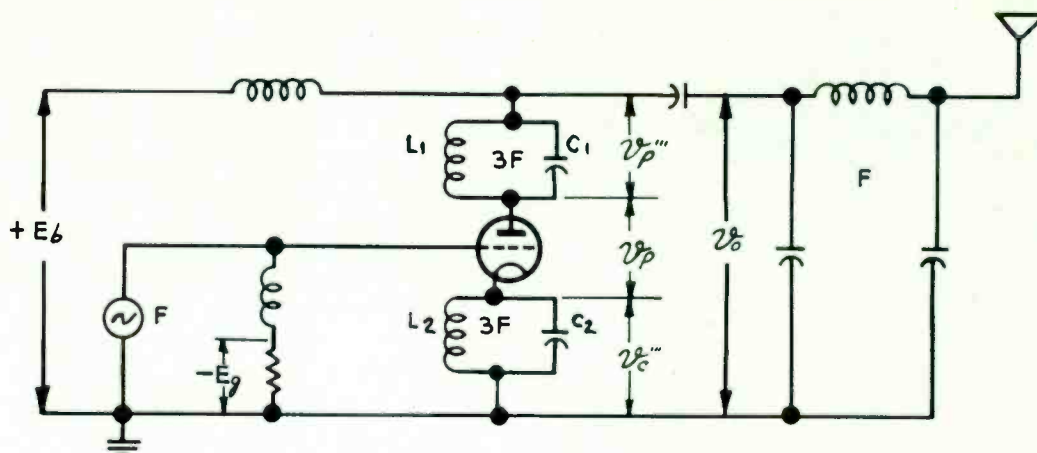 L1 3F C1
𝑣p'''
F
+ Eb
𝑣p
𝑣o
F
L2 3F C2
-Eg
𝑣c'''